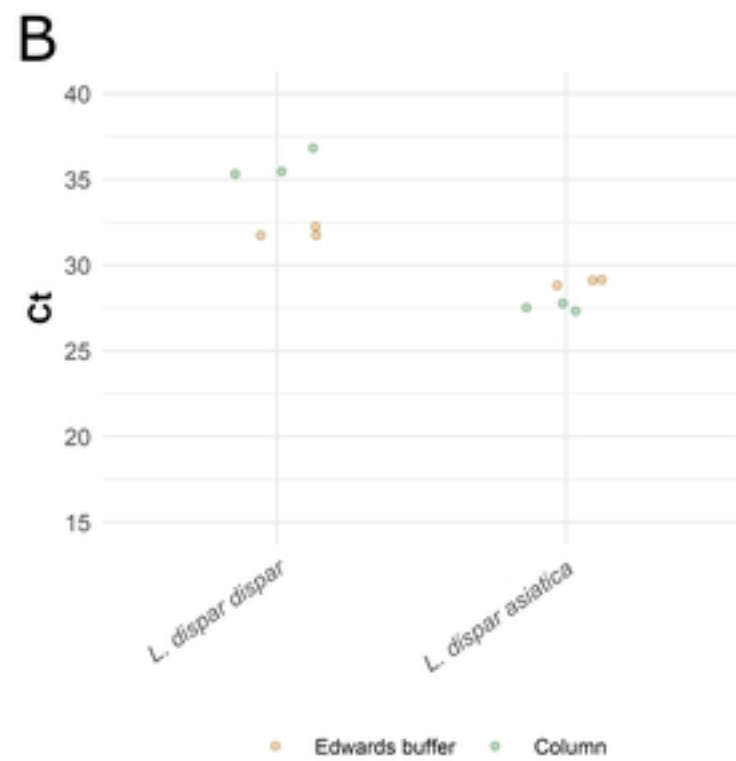 B
40
35
30
25
20
15
Ct
L. dispar dispar
L. dispar asiatica
Edwards buffer
Column